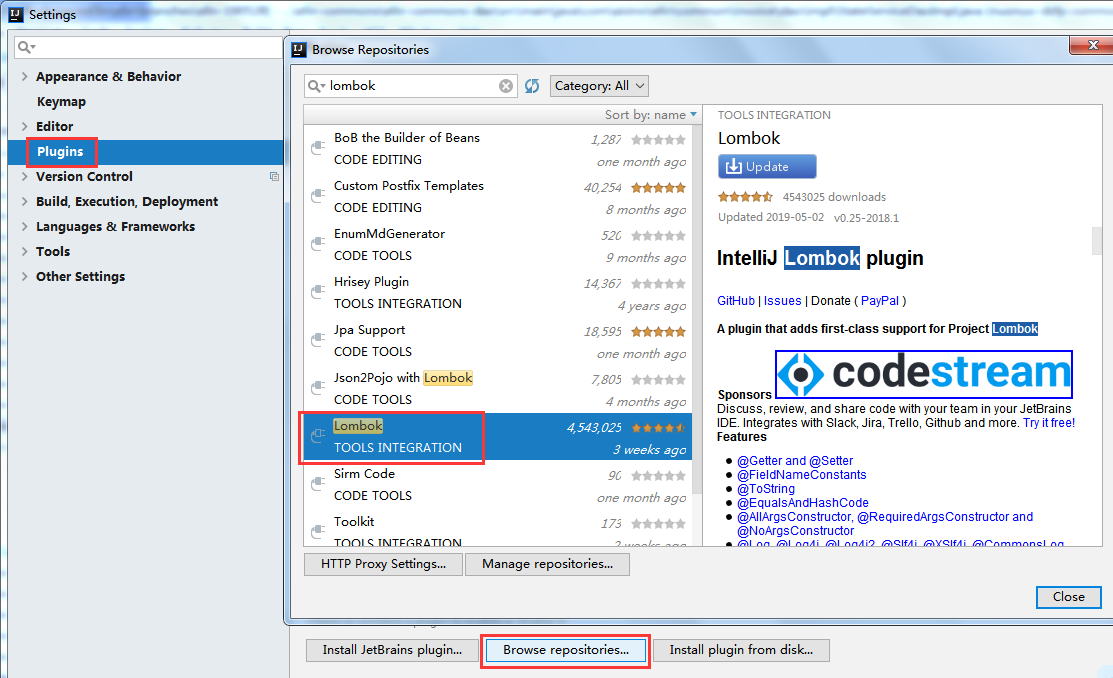 Settings
Appearance & Behavior
Keymap
Editor
Plugins
Version Control
Build, Execution, Deployment
Languages & Frameworks
Tools
Other Settings
Browse Repositories
lombok
Category: All
Sort by: name
BoB the Builder of Beans 1,287
CODE EDITING one month ago
Custom Postfix Templates 40,254
CODE EDITING 8 months ago
EnumMdGenerator 520
CODE TOOLS 9 months ago
Hrisey Plugin 14,367
TOOLS INTEGRATION 4 years ago
Jpa Support 18,595
CODE TOOLS one month ago
Json2Pojo with Lombok 7,805
CODE TOOLS 4 months ago
Lombok 4,543,025
TOOLS INTEGRATION 3 weeks ago
Sirm Code 90
CODE TOOLS one month ago
Toolkit 173
TOOLS INTEGRATION 2 weeks ago
TOOLS INTEGRATION
Lombok
Update
4543025 downloads
Updated 2019-05-02 v0.25-2018.1
IntelliJ Lombok plugin
GitHub | Issues | Donate ( PayPal )
A plugin that adds first-class support for Project Lombok
Sponsors codestream
Discuss, review, and share code with your team in your JetBrains
IDE. Integrates with Slack, Jira, Trello, Github and more. Try it free!
Features
@Getter and @Setter
@FieldNameConstants
@ToString
@EqualsAndHashCode
@AllArgsConstructor, @RequiredArgsConstructor and
@NoArgsConstructor
@Log, @Log4j, @Log4j2, @Slf4j, @XSlf4j, @CommonsLog
HTTP Proxy Settings...
Manage repositories...
Close
Install JetBrains plugin...
Browse repositories...
Install plugin from disk...